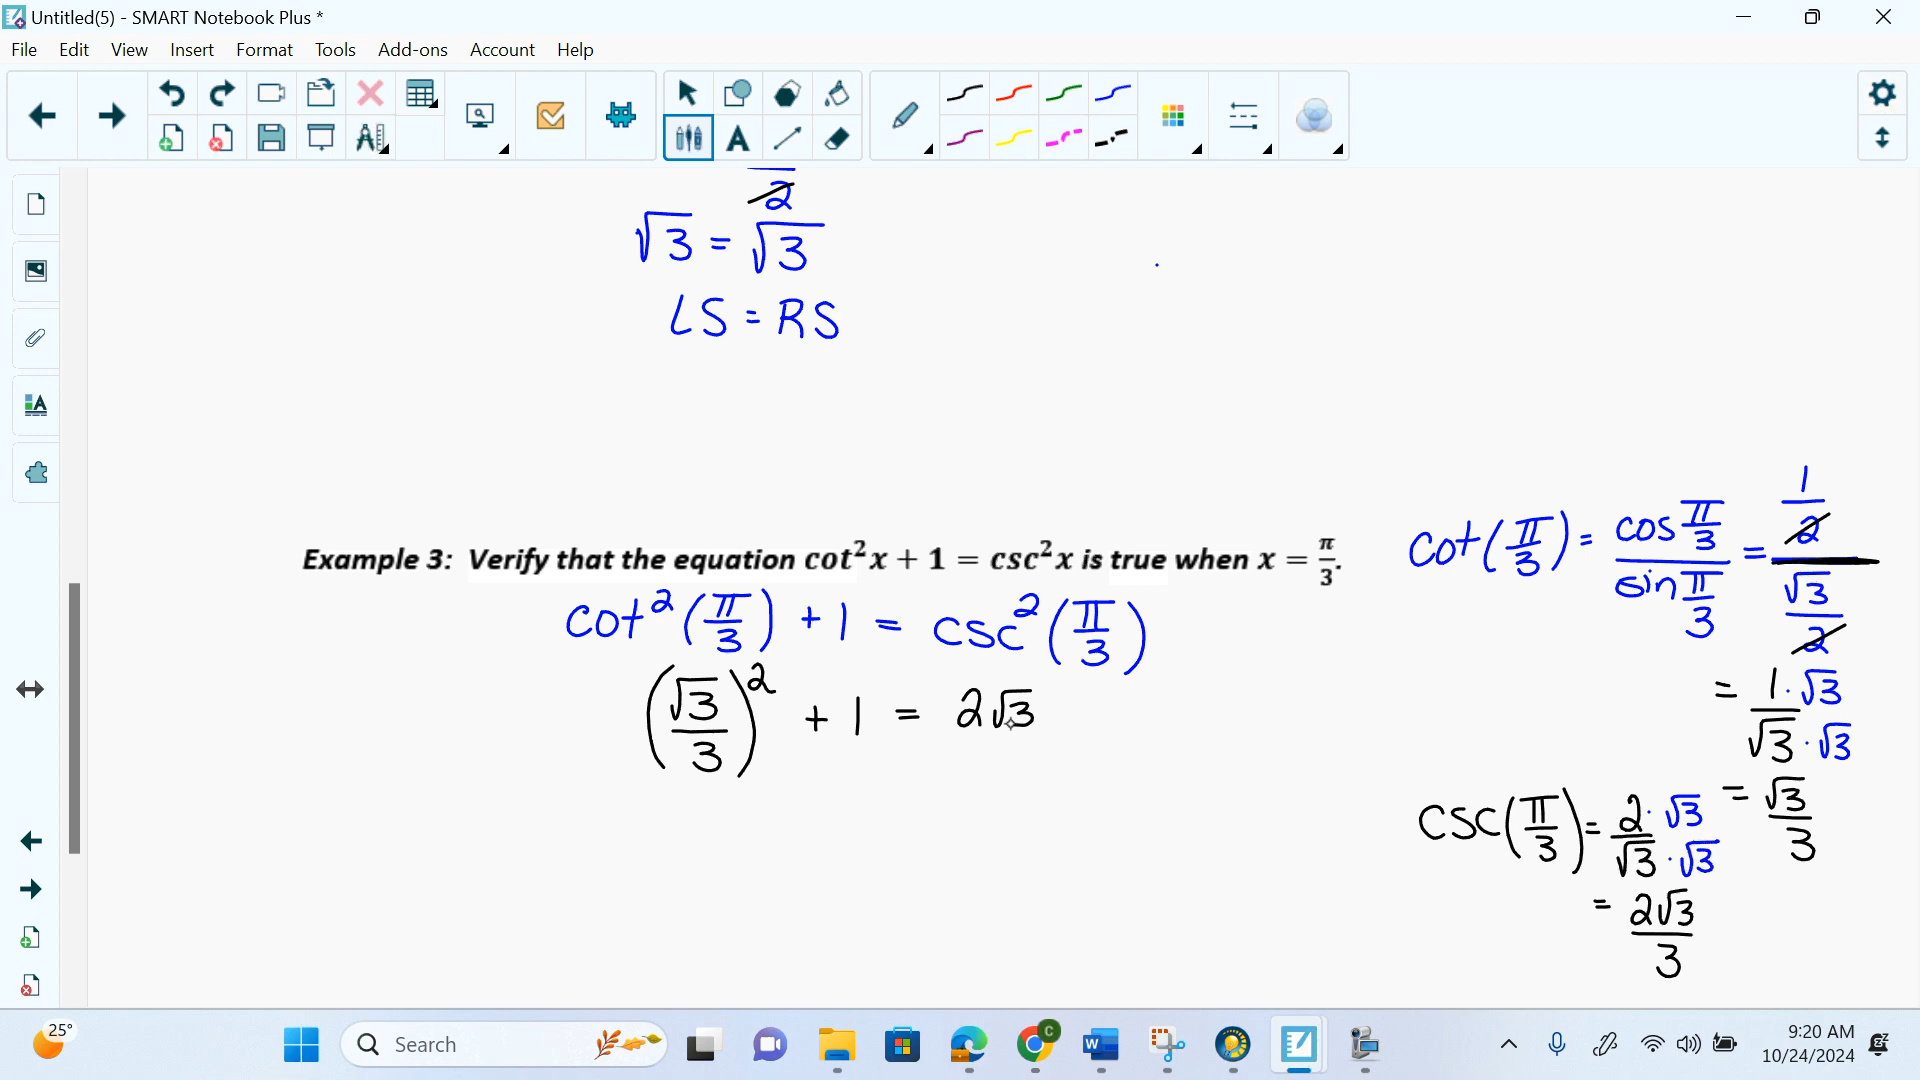 Untitled(5) - SMART Notebook Plus *
File Edit View Insert Format Tools Add-ons Account Help
2
√3 = √3
LS = RS
Example 3: Verify that the equation cot²x + 1 = csc²x is true when x = π/3.
cot²(π/3) + 1 = csc²(π/3)
(√3/3)² + 1 = 2√3
cot(π/3) = cos π/3 / sin π/3 = 1/2 / √3/2
= 1·√3 / √3·√3
= √3/3
csc(π/3) = 2·√3 / √3·√3
= 2√3/3
25°
Search
C
9:20 AM
10/24/2024